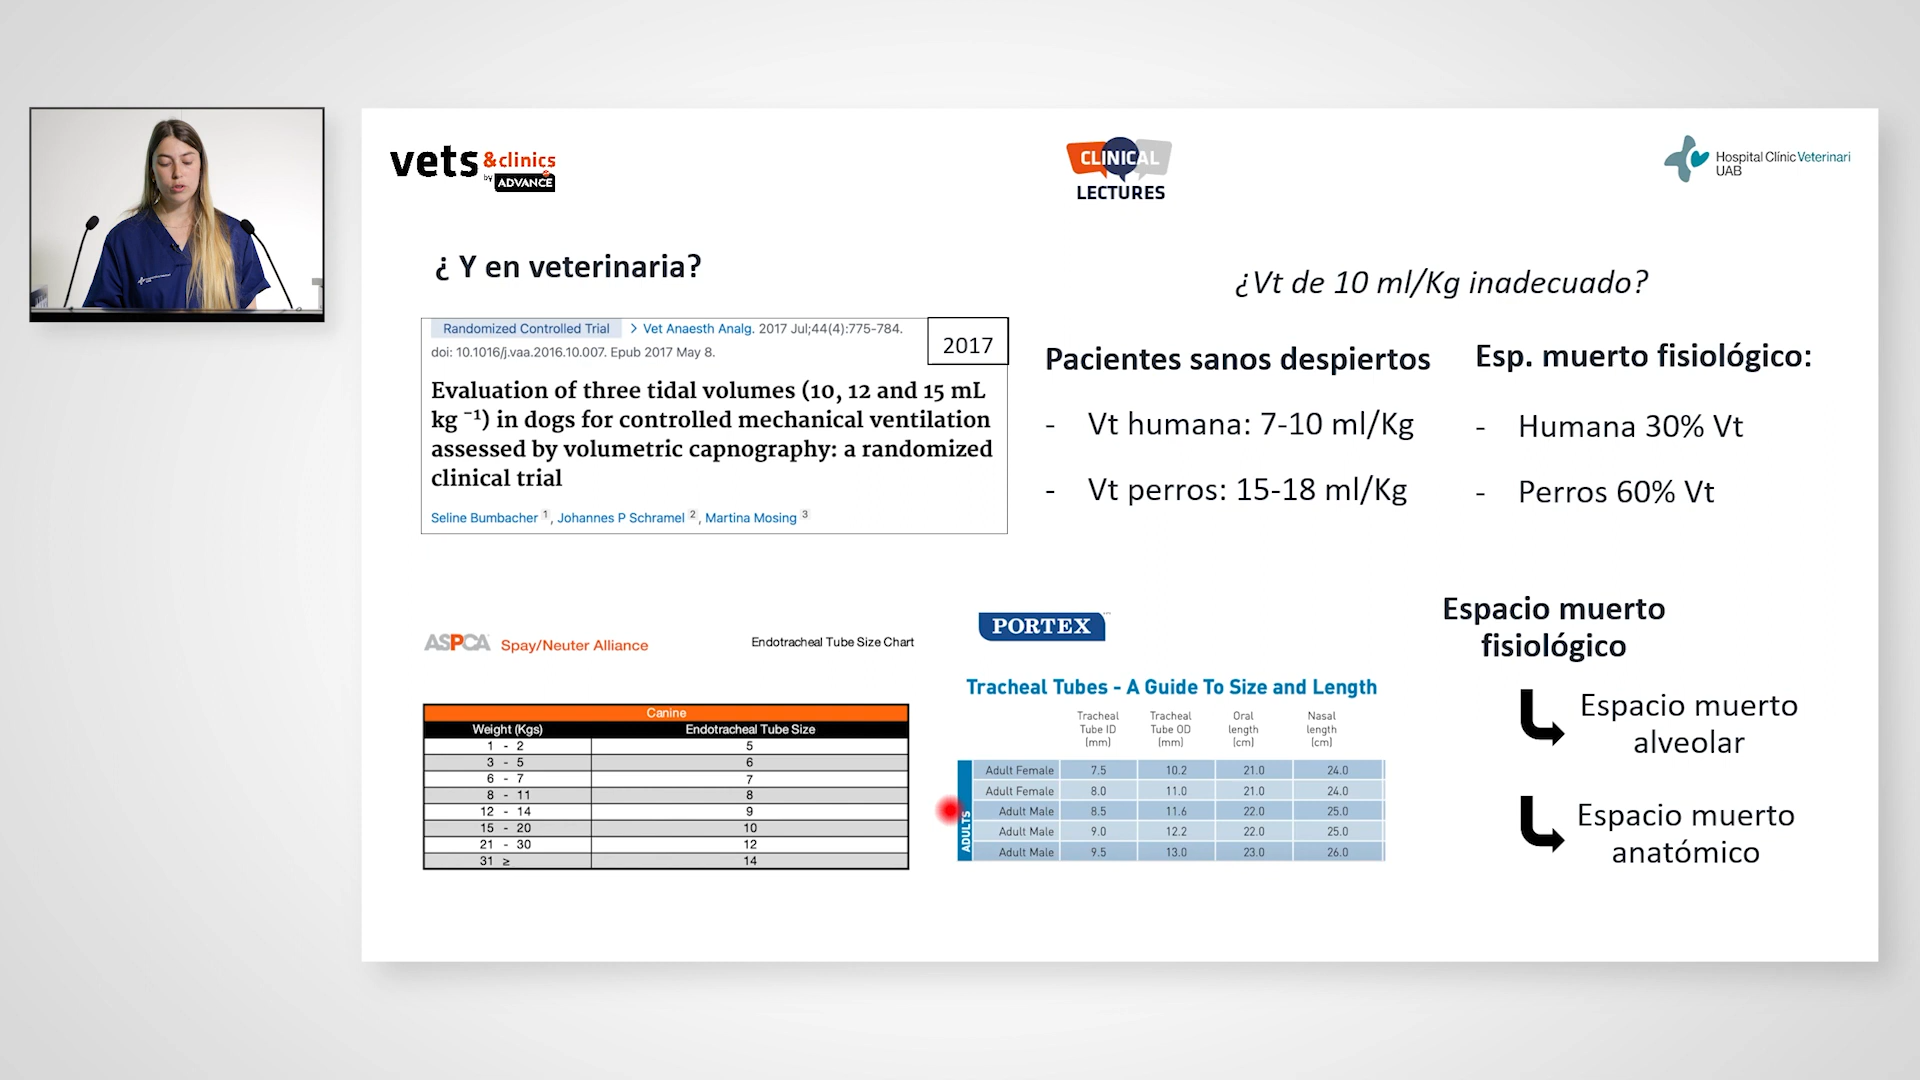 vets &clinics
by ADVANCE
CLINICAL
LECTURES
Hospital Clínic Veterinari
UAB
¿ Y en veterinaria?
Randomized Controlled Trial > Vet Anaesth Analg. 2017 Jul;44(4):775-784.
doi: 10.1016/j.vaa.2016.10.007. Epub 2017 May 8.
2017
Evaluation of three tidal volumes (10, 12 and 15 mL
kg ⁻¹) in dogs for controlled mechanical ventilation
assessed by volumetric capnography: a randomized
clinical trial
Seline Bumbacher 1, Johannes P Schramel 2, Martina Mosing 3
¿Vt de 10 ml/Kg inadecuado?
Pacientes sanos despiertos
- Vt humana: 7-10 ml/Kg
- Vt perros: 15-18 ml/Kg
Esp. muerto fisiológico:
- Humana 30% Vt
- Perros 60% Vt
ASPCA Spay/Neuter Alliance
Endotracheal Tube Size Chart
Canine
Weight (Kgs) Endotracheal Tube Size
1 - 2 5
3 - 5 6
6 - 7 7
8 - 11 8
12 - 14 9
15 - 20 10
21 - 30 12
31 ≥ 14
PORTEX
Tracheal Tubes - A Guide To Size and Length
Tracheal Tube ID (mm) Tracheal Tube OD (mm) Oral length (cm) Nasal length (cm)
ADULTS
Adult Female 7.5 10.2 21.0 24.0
Adult Female 8.0 11.0 21.0 24.0
Adult Male 8.5 11.6 22.0 25.0
Adult Male 9.0 12.2 22.0 25.0
Adult Male 9.5 13.0 23.0 26.0
Espacio muerto
fisiológico
Espacio muerto
alveolar
Espacio muerto
anatómico